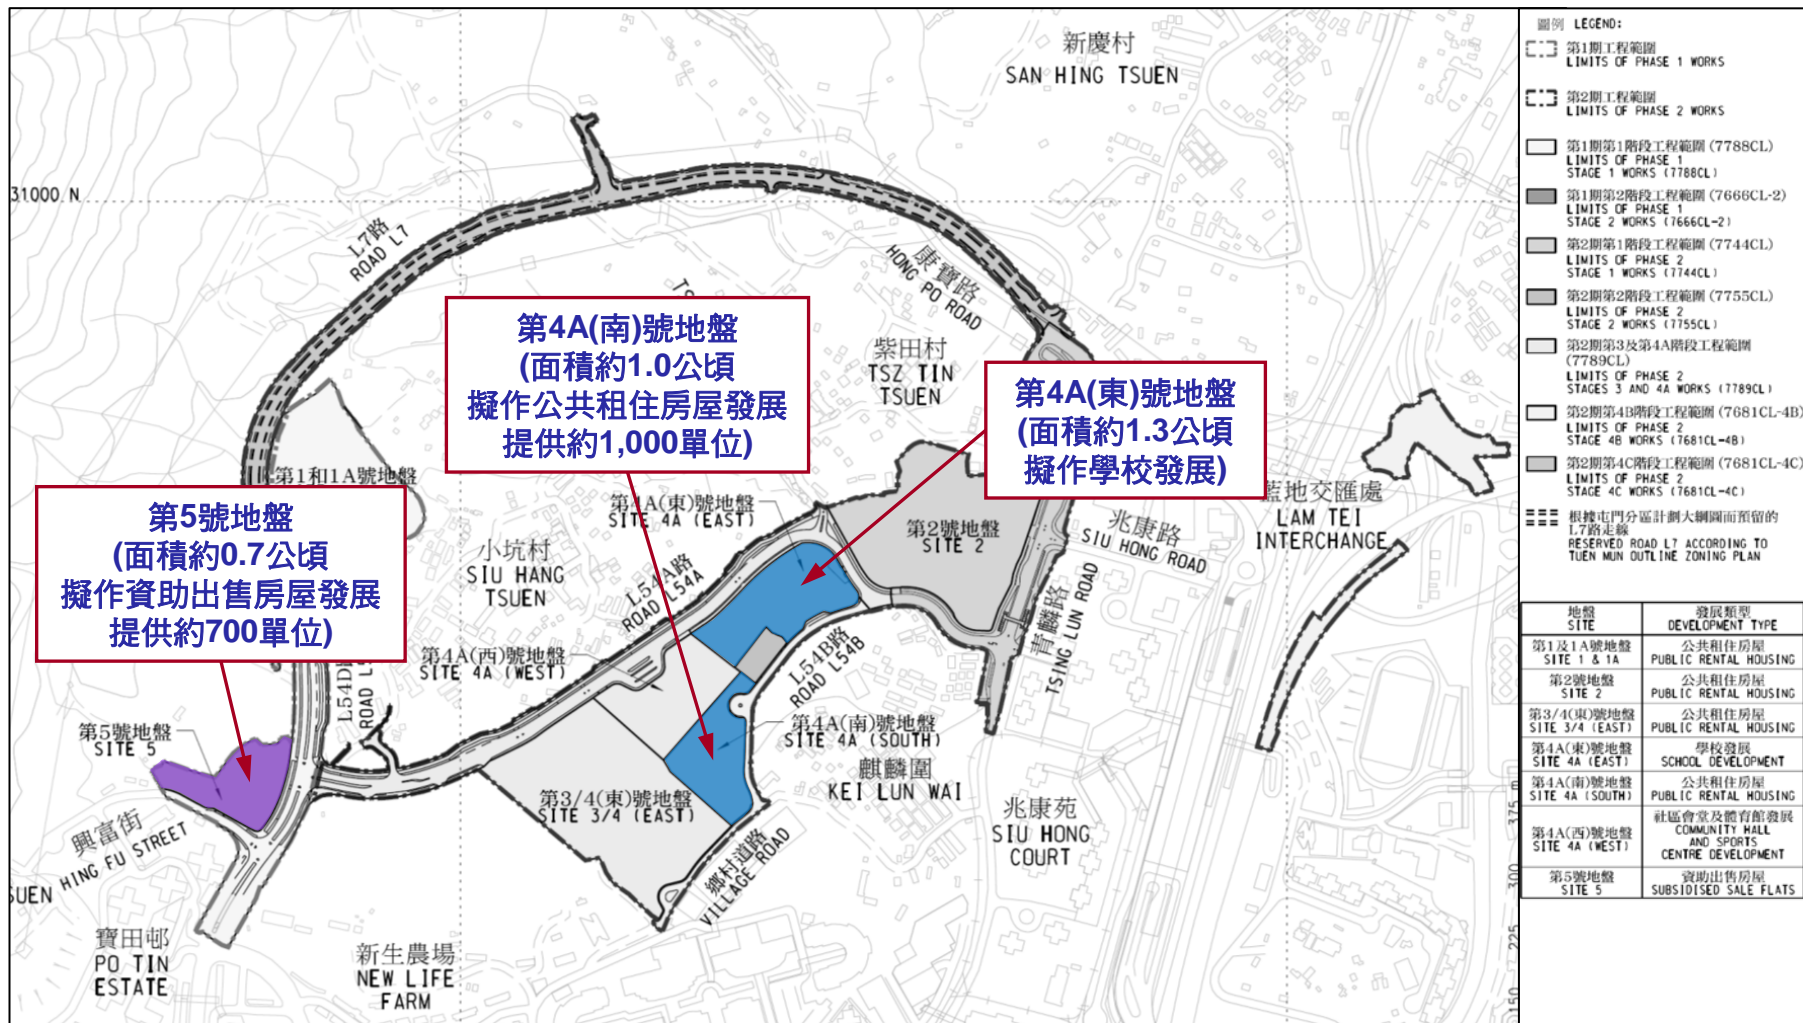 新慶村
SAN HING TSUEN
31000 N
L7路
ROAD L7
康寶路
HONG PO ROAD
紫田村
TSZ TIN
TSUEN
第4A(南)號地盤
(面積約1.0公頃
擬作公共租住房屋發展
提供約1,000單位)
第4A(東)號地盤
(面積約1.3公頃
擬作學校發展)
第1和1A號地盤
第5號地盤
(面積約0.7公頃
擬作資助出售房屋發展
提供約700單位)
第4A(東)號地盤
SITE 4A (EAST)
第2號地盤
SITE 2
藍地交匯處
LAM TEI
INTERCHANGE
兆康路
SIU HONG ROAD
小坑村
SIU HANG
TSUEN
L54A路
ROAD L54A
青麟路
TSING LUN ROAD
第4A(西)號地盤
SITE 4A (WEST)
L54B路
ROAD L54B
L54D
第5號地盤
SITE 5
第4A(南)號地盤
SITE 4A (SOUTH)
麒麟圍
KEI LUN WAI
第3/4(東)號地盤
SITE 3/4 (EAST)
兆康苑
SIU HONG
COURT
興富街
HING FU STREET
鄉村道路
VILLAGE ROAD
SUEN
寶田邨
PO TIN
ESTATE
新生農場
NEW LIFE
FARM
375 m
300
225
150
圖例 LEGEND:
第1期工程範圍
LIMITS OF PHASE 1 WORKS
第2期工程範圍
LIMITS OF PHASE 2 WORKS
第1期第1階段工程範圍 (7788CL)
LIMITS OF PHASE 1
STAGE 1 WORKS (7788CL)
第1期第2階段工程範圍 (7666CL-2)
LIMITS OF PHASE 1
STAGE 2 WORKS (7666CL-2)
第2期第1階段工程範圍 (7744CL)
LIMITS OF PHASE 2
STAGE 1 WORKS (7744CL)
第2期第2階段工程範圍 (7755CL)
LIMITS OF PHASE 2
STAGE 2 WORKS (7755CL)
第2期第3及第4A階段工程範圍
(7789CL)
LIMITS OF PHASE 2
STAGES 3 AND 4A WORKS (7789CL)
第2期第4B階段工程範圍 (7681CL-4B)
LIMITS OF PHASE 2
STAGE 4B WORKS (7681CL-4B)
第2期第4C階段工程範圍 (7681CL-4C)
LIMITS OF PHASE 2
STAGE 4C WORKS (7681CL-4C)
根據屯門分區計劃大綱圖而預留的
L7路走線
RESERVED ROAD L7 ACCORDING TO
TUEN MUN OUTLINE ZONING PLAN
地盤 發展類型
SITE DEVELOPMENT TYPE
第1及1A號地盤 公共租住房屋
SITE 1 & 1A PUBLIC RENTAL HOUSING
第2號地盤 公共租住房屋
SITE 2 PUBLIC RENTAL HOUSING
第3/4(東)號地盤 公共租住房屋
SITE 3/4 (EAST) PUBLIC RENTAL HOUSING
第4A(東)號地盤 學校發展
SITE 4A (EAST) SCHOOL DEVELOPMENT
第4A(南)號地盤 公共租住房屋
SITE 4A (SOUTH) PUBLIC RENTAL HOUSING
第4A(西)號地盤 社區會堂及體育館發展
SITE 4A (WEST) COMMUNITY HALL
AND SPORTS
CENTRE DEVELOPMENT
第5號地盤 資助出售房屋
SITE 5 SUBSIDISED SALE FLATS